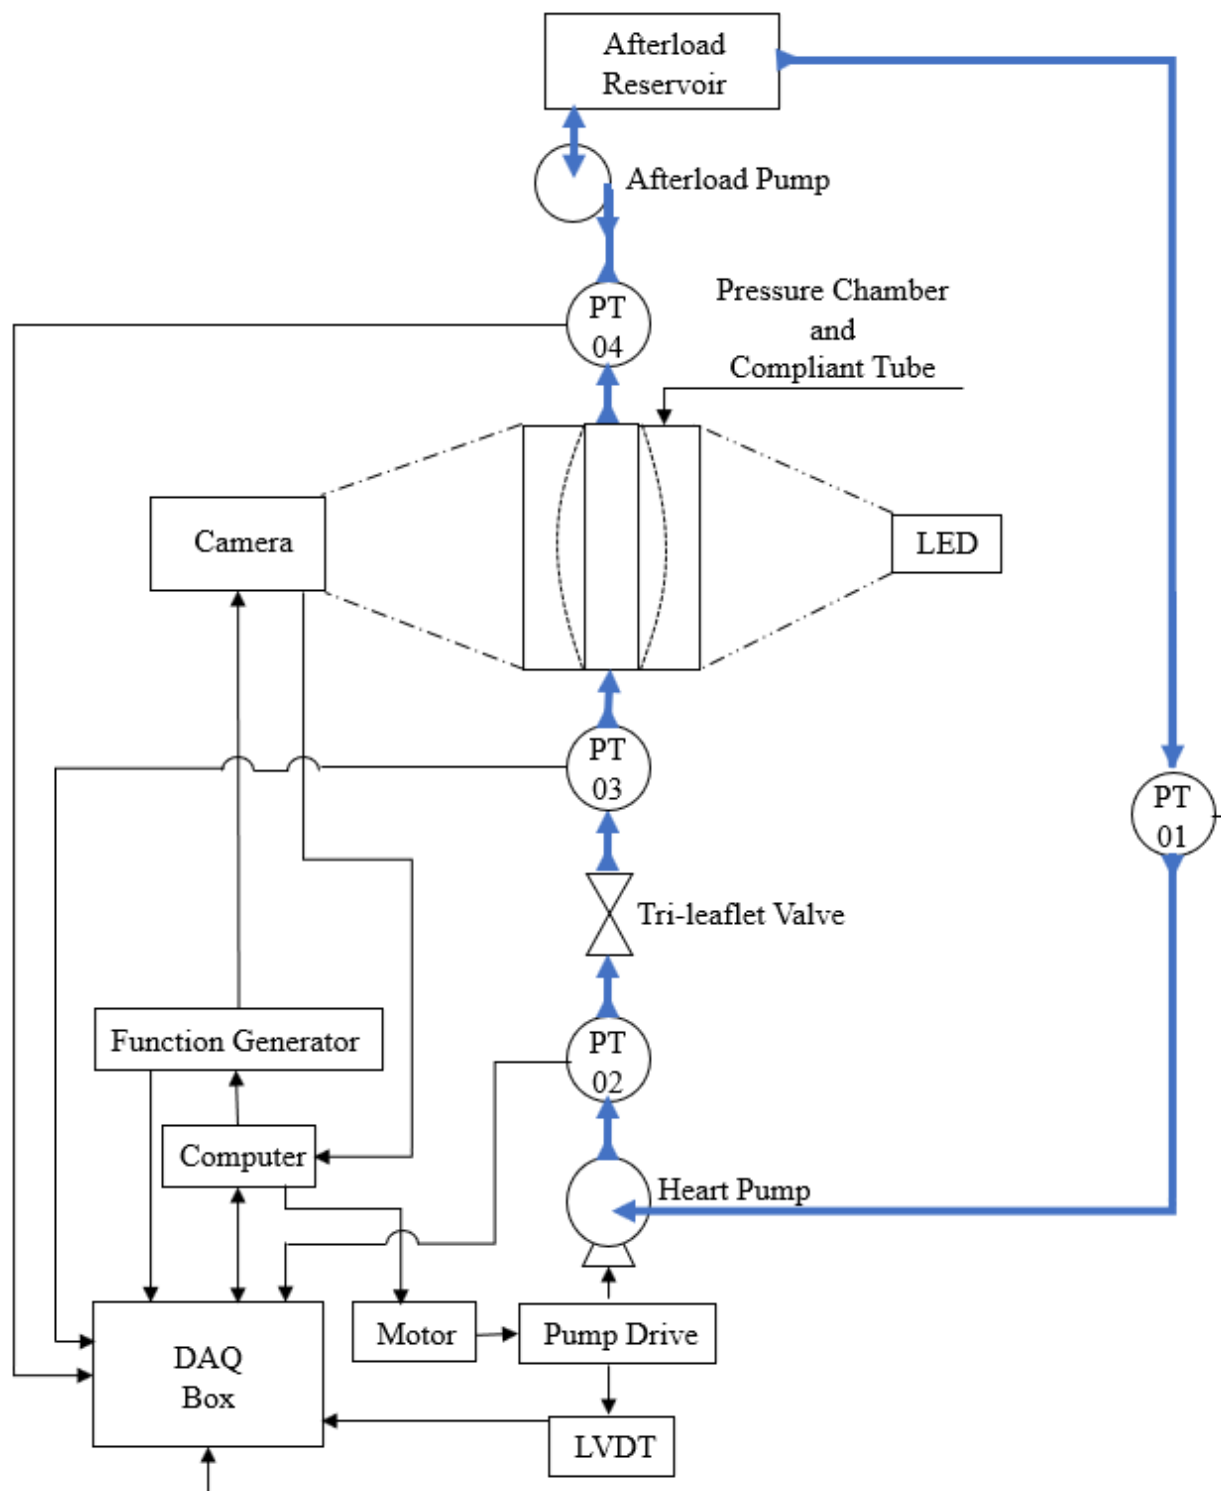 Afterload
Reservoir
Afterload Pump
PT
04
Pressure Chamber
and
Compliant Tube
Camera
LED
PT
03
PT
01
Tri-leaflet Valve
Function Generator
PT
02
Computer
Heart Pump
Motor
Pump Drive
DAQ
Box
LVDT